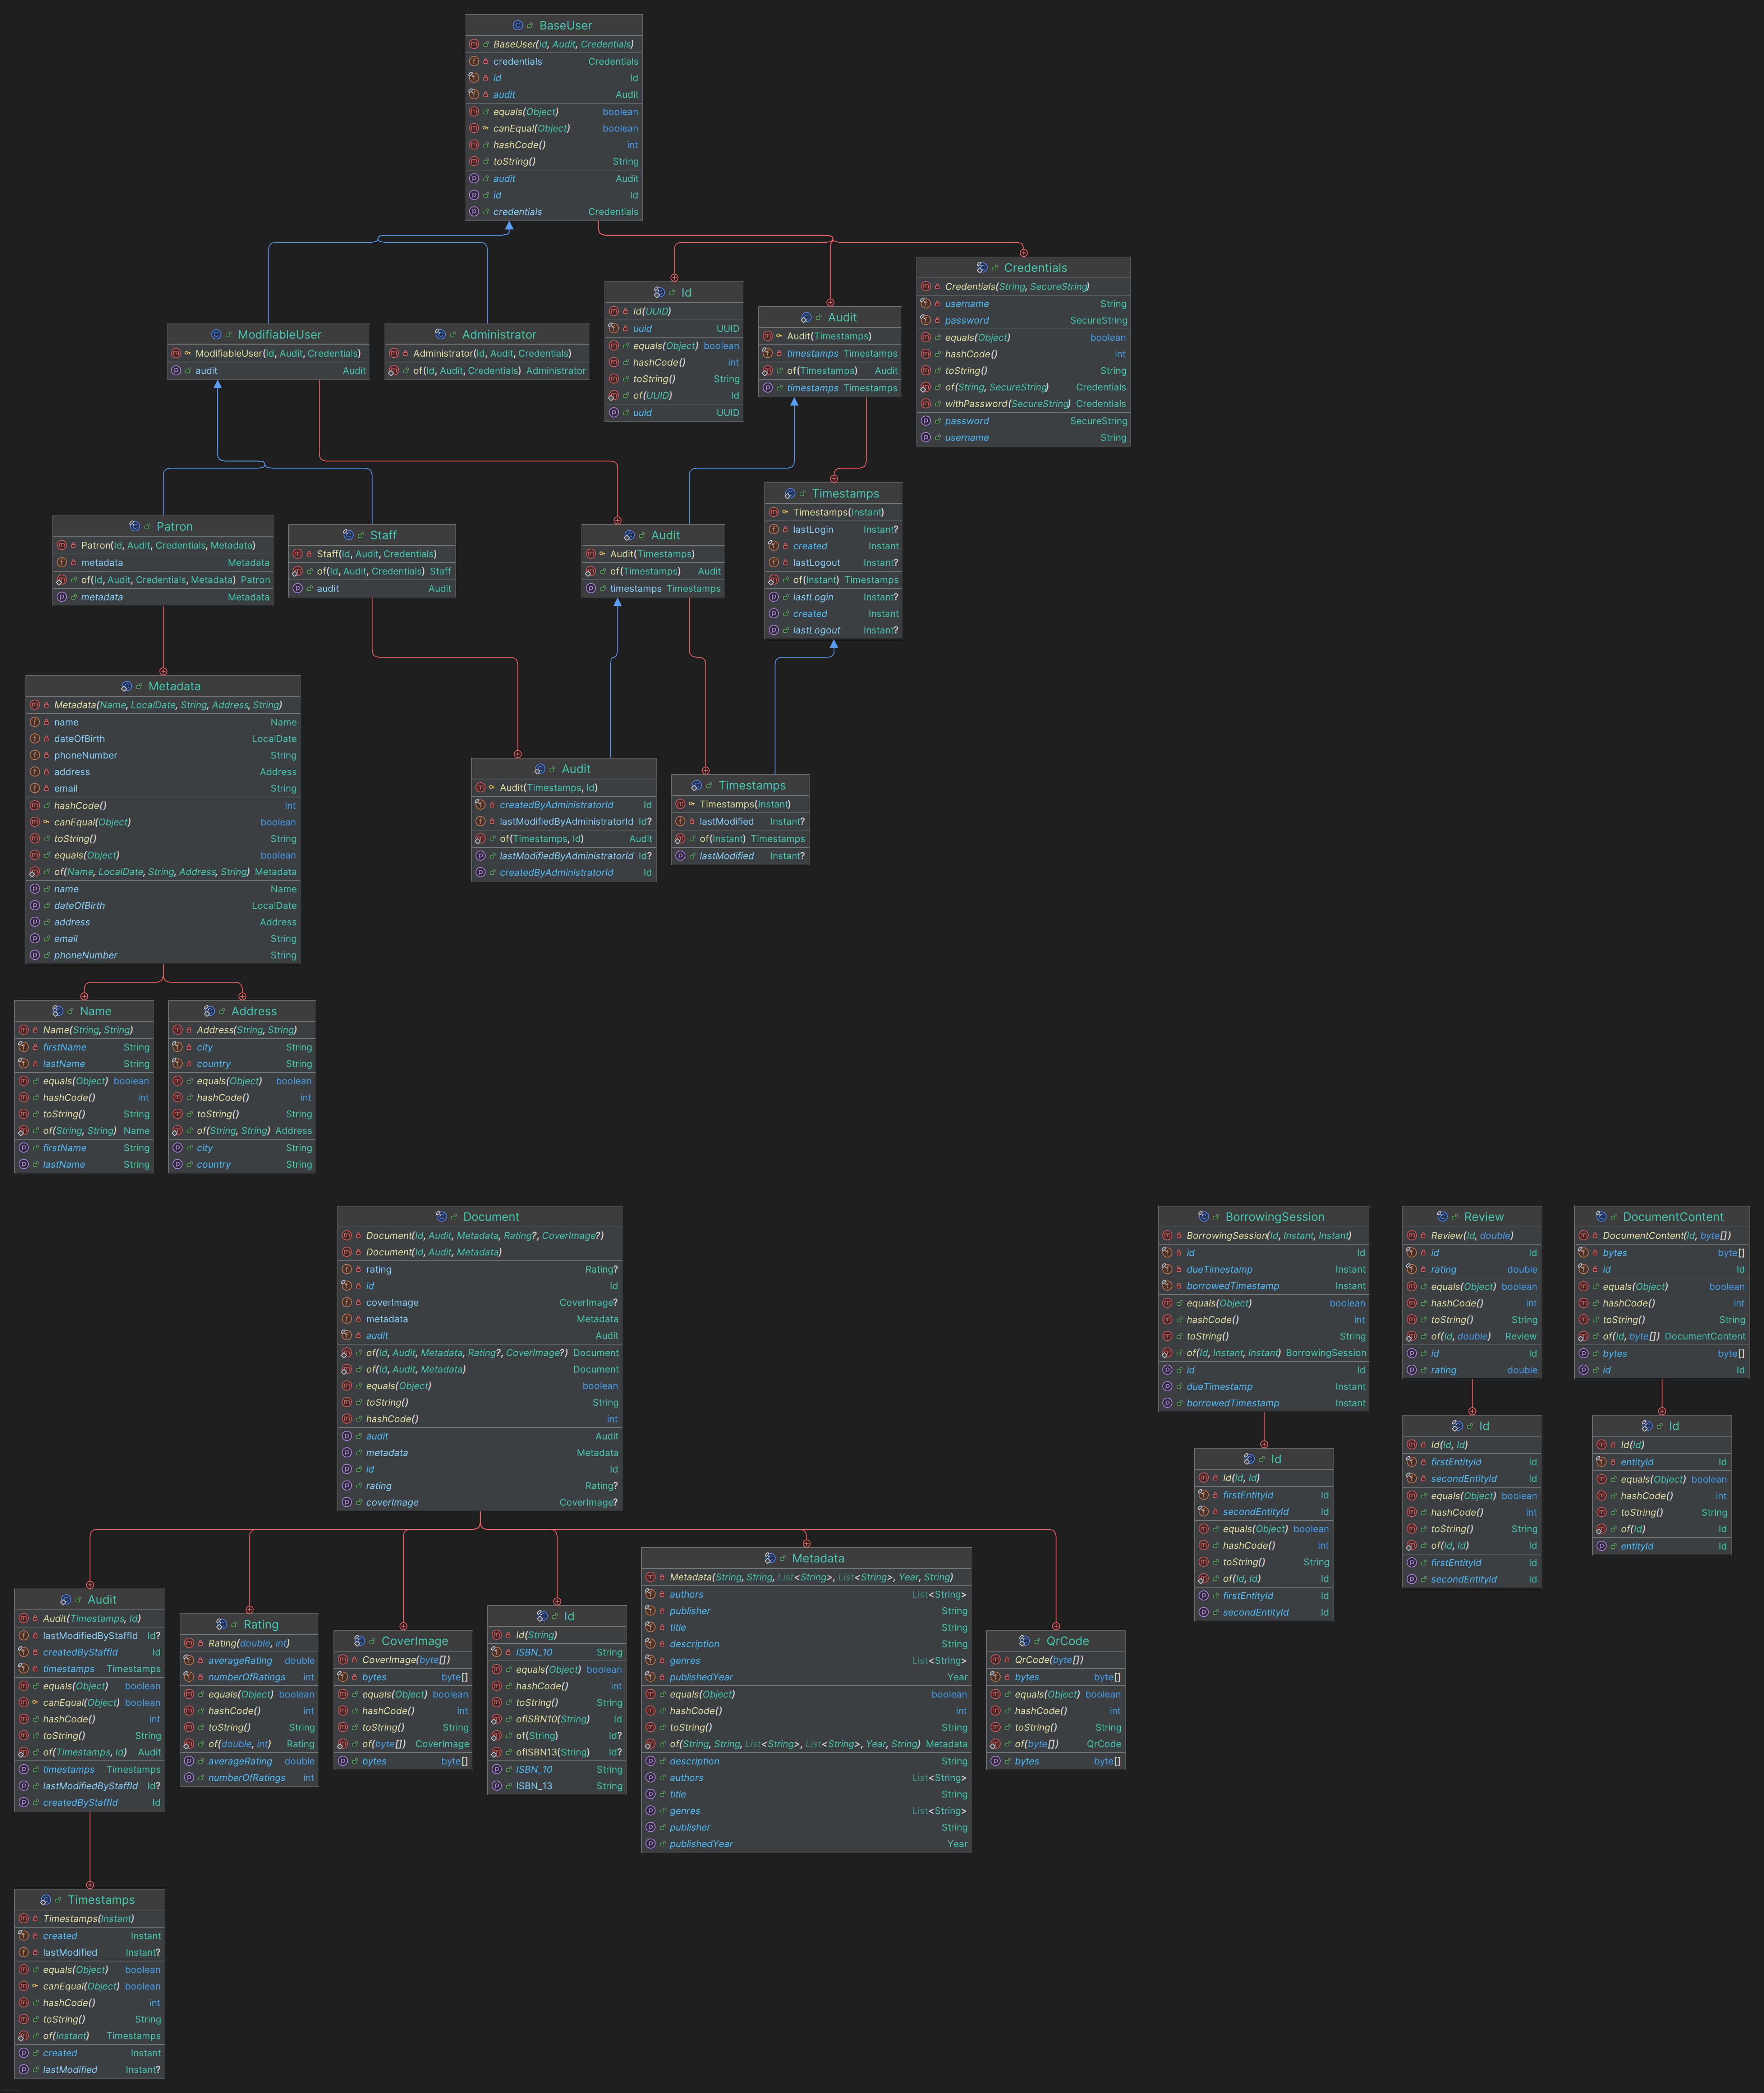 BaseUser
BaseUser(Id, Audit, Credentials)
credentials Credentials
id Id
audit Audit
equals(Object) boolean
canEqual(Object) boolean
hashCode() int
toString() String
audit Audit
id Id
credentials Credentials
Credentials
Credentials(String, SecureString)
username String
password SecureString
equals(Object) boolean
hashCode() int
toString() String
of(String, SecureString) Credentials
withPassword(SecureString) Credentials
password SecureString
username String
Id
Id(UUID)
uuid UUID
equals(Object) boolean
hashCode() int
toString() String
of(UUID) Id
uuid UUID
Audit
Audit(Timestamps)
timestamps Timestamps
of(Timestamps) Audit
timestamps Timestamps
ModifiableUser
ModifiableUser(Id, Audit, Credentials)
audit Audit
Administrator
Administrator(Id, Audit, Credentials)
of(Id, Audit, Credentials) Administrator
Timestamps
Timestamps(Instant)
lastLogin Instant?
created Instant
lastLogout Instant?
of(Instant) Timestamps
lastLogin Instant?
created Instant
lastLogout Instant?
Patron
Patron(Id, Audit, Credentials, Metadata)
metadata Metadata
of(Id, Audit, Credentials, Metadata) Patron
metadata Metadata
Staff
Staff(Id, Audit, Credentials)
of(Id, Audit, Credentials) Staff
audit Audit
Audit
Audit(Timestamps)
of(Timestamps) Audit
timestamps Timestamps
Metadata
Metadata(Name, LocalDate, String, Address, String)
name Name
dateOfBirth LocalDate
phoneNumber String
address Address
email String
hashCode() int
canEqual(Object) boolean
toString() String
equals(Object) boolean
of(Name, LocalDate, String, Address, String) Metadata
name Name
dateOfBirth LocalDate
address Address
email String
phoneNumber String
Audit
Audit(Timestamps, Id)
createdByAdministratorId Id
lastModifiedByAdministratorId Id?
of(Timestamps, Id) Audit
lastModifiedByAdministratorId Id?
createdByAdministratorId Id
Timestamps
Timestamps(Instant)
lastModified Instant?
of(Instant) Timestamps
lastModified Instant?
Name
Name(String, String)
firstName String
lastName String
equals(Object) boolean
hashCode() int
toString() String
of(String, String) Name
firstName String
lastName String
Address
Address(String, String)
city String
country String
equals(Object) boolean
hashCode() int
toString() String
of(String, String) Address
city String
country String
Document
Document(Id, Audit, Metadata, Rating?, CoverImage?)
Document(Id, Audit, Metadata)
rating Rating?
id Id
coverImage CoverImage?
metadata Metadata
audit Audit
of(Id, Audit, Metadata, Rating?, CoverImage?) Document
of(Id, Audit, Metadata) Document
equals(Object) boolean
toString() String
hashCode() int
audit Audit
metadata Metadata
id Id
rating Rating?
coverImage CoverImage?
BorrowingSession
BorrowingSession(Id, Instant, Instant)
id Id
dueTimestamp Instant
borrowedTimestamp Instant
equals(Object) boolean
hashCode() int
toString() String
of(Id, Instant, Instant) BorrowingSession
id Id
dueTimestamp Instant
borrowedTimestamp Instant
Review
Review(Id, double)
id Id
rating double
equals(Object) boolean
hashCode() int
toString() String
of(Id, double) Review
id Id
rating double
DocumentContent
DocumentContent(Id, byte[])
bytes byte[]
id Id
equals(Object) boolean
hashCode() int
toString() String
of(Id, byte[]) DocumentContent
bytes byte[]
id Id
Id
Id(Id, Id)
firstEntityId Id
secondEntityId Id
equals(Object) boolean
hashCode() int
toString() String
of(Id, Id) Id
firstEntityId Id
secondEntityId Id
Id
Id(Id, Id)
firstEntityId Id
secondEntityId Id
equals(Object) boolean
hashCode() int
toString() String
of(Id, Id) Id
firstEntityId Id
secondEntityId Id
Id
Id(Id)
entityId Id
equals(Object) boolean
hashCode() int
toString() String
of(Id) Id
entityId Id
Audit
Audit(Timestamps, Id)
lastModifiedByStaffId Id?
createdByStaffId Id
timestamps Timestamps
equals(Object) boolean
canEqual(Object) boolean
hashCode() int
toString() String
of(Timestamps, Id) Audit
timestamps Timestamps
lastModifiedByStaffId Id?
createdByStaffId Id
Rating
Rating(double, int)
averageRating double
numberOfRatings int
equals(Object) boolean
hashCode() int
toString() String
of(double, int) Rating
averageRating double
numberOfRatings int
CoverImage
CoverImage(byte[])
bytes byte[]
equals(Object) boolean
hashCode() int
toString() String
of(byte[]) CoverImage
bytes byte[]
Id
Id(String)
ISBN_10 String
equals(Object) boolean
hashCode() int
toString() String
ofISBN10(String) Id
of(String) Id?
ofISBN13(String) Id?
ISBN_10 String
ISBN_13 String
Metadata
Metadata(String, String, List<String>, List<String>, Year, String)
authors List<String>
publisher String
title String
description String
genres List<String>
publishedYear Year
equals(Object) boolean
hashCode() int
toString() String
of(String, String, List<String>, List<String>, Year, String) Metadata
description String
authors List<String>
title String
genres List<String>
publisher String
publishedYear Year
QrCode
QrCode(byte[])
bytes byte[]
equals(Object) boolean
hashCode() int
toString() String
of(byte[]) QrCode
bytes byte[]
Timestamps
Timestamps(Instant)
created Instant
lastModified Instant?
equals(Object) boolean
canEqual(Object) boolean
hashCode() int
toString() String
of(Instant) Timestamps
created Instant
lastModified Instant?